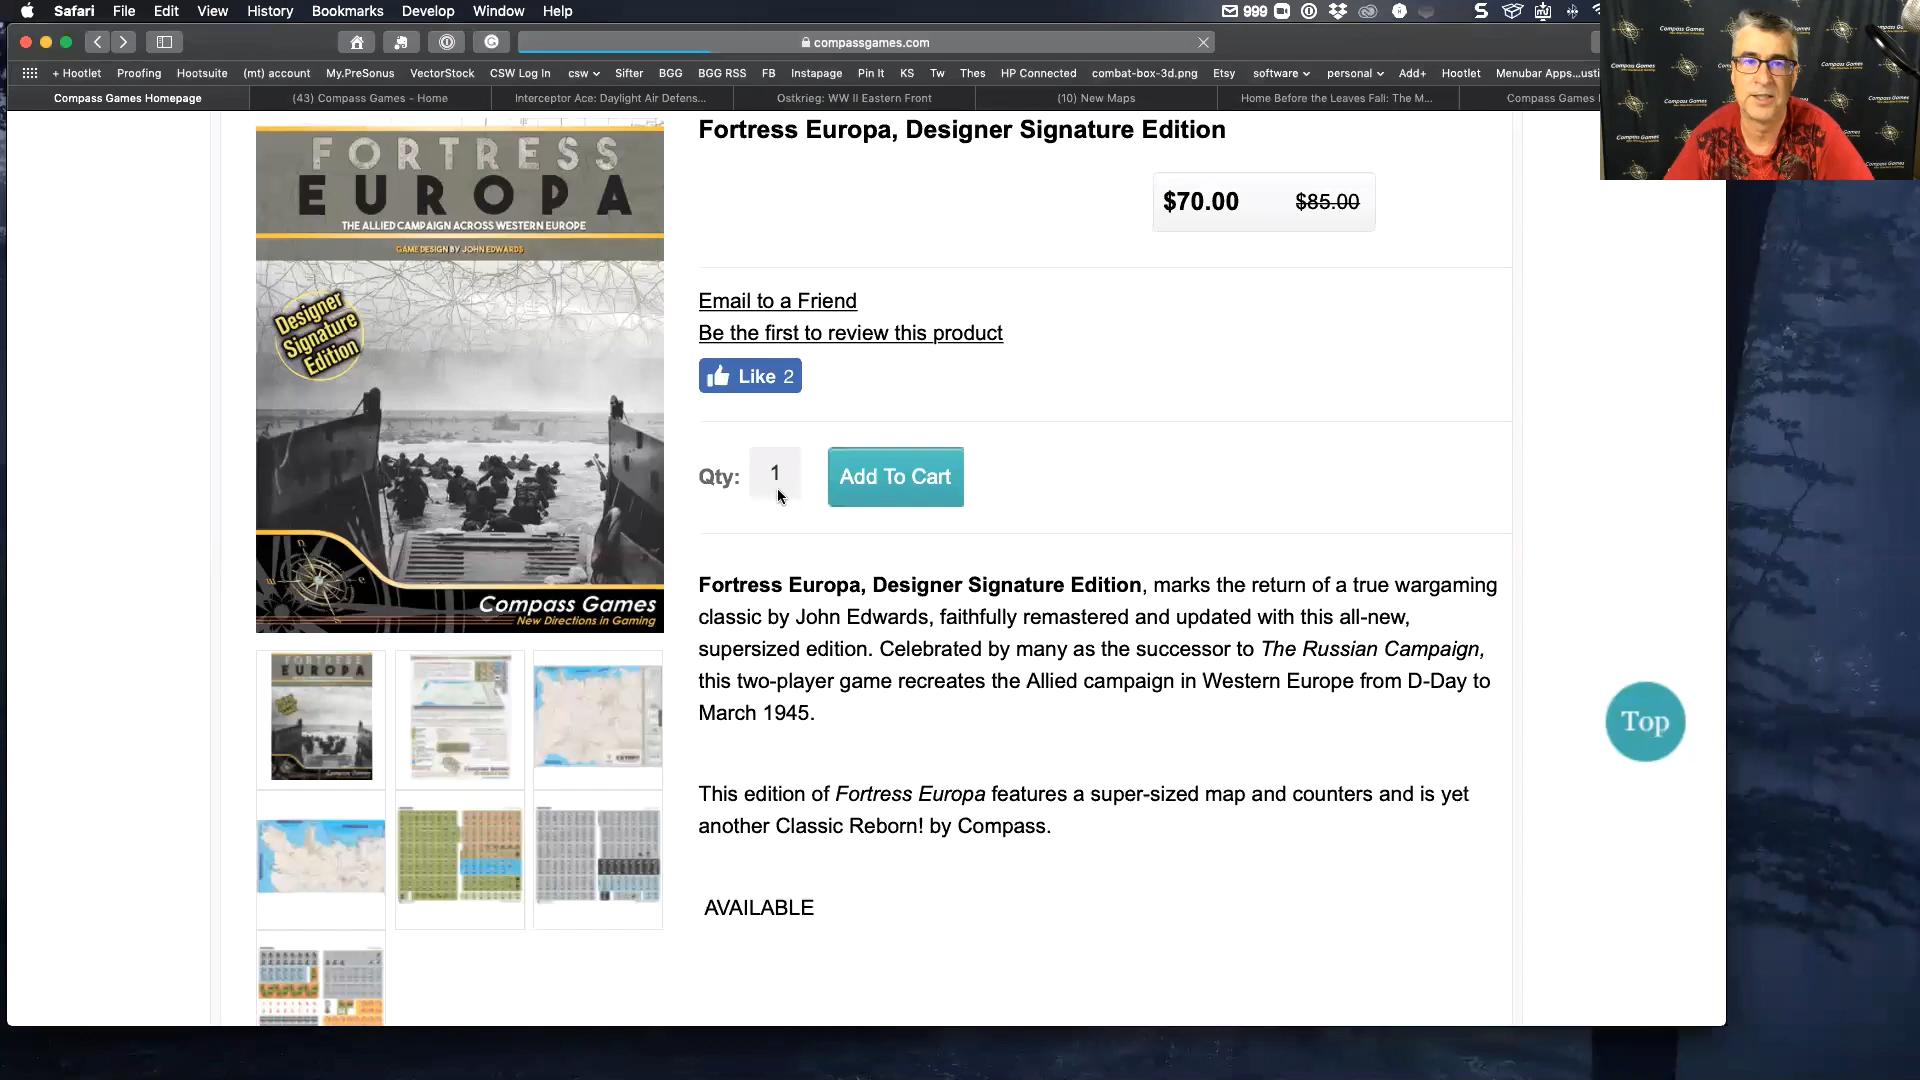 Safari File Edit View History Bookmarks Develop Window Help 999
compassgames.com
+ Hootlet Proofing Hootsuite (mt) account My.PreSonus VectorStock CSW Log In csw Sifter BGG BGG RSS FB Instapage Pin It KS Tw Thes HP Connected combat-box-3d.png Etsy software personal Add+ Hootlet Menubar Apps...usti
Compass Games Homepage (43) Compass Games - Home Interceptor Ace: Daylight Air Defens... Ostkrieg: WW II Eastern Front (10) New Maps Home Before the Leaves Fall: The M... Compass Games
FORTRESS
EUROPA
THE ALLIED CAMPAIGN ACROSS WESTERN EUROPE
GAME DESIGN BY JOHN EDWARDS
Designer
Signature
Edition
Compass Games
New Directions in Gaming
Fortress Europa, Designer Signature Edition
$70.00 $85.00
Email to a Friend
Be the first to review this product
Like 2
Qty: 1 Add To Cart
Fortress Europa, Designer Signature Edition, marks the return of a true wargaming
classic by John Edwards, faithfully remastered and updated with this all-new,
supersized edition. Celebrated by many as the successor to The Russian Campaign,
this two-player game recreates the Allied campaign in Western Europe from D-Day to
March 1945.
This edition of Fortress Europa features a super-sized map and counters and is yet
another Classic Reborn! by Compass.
AVAILABLE
Top